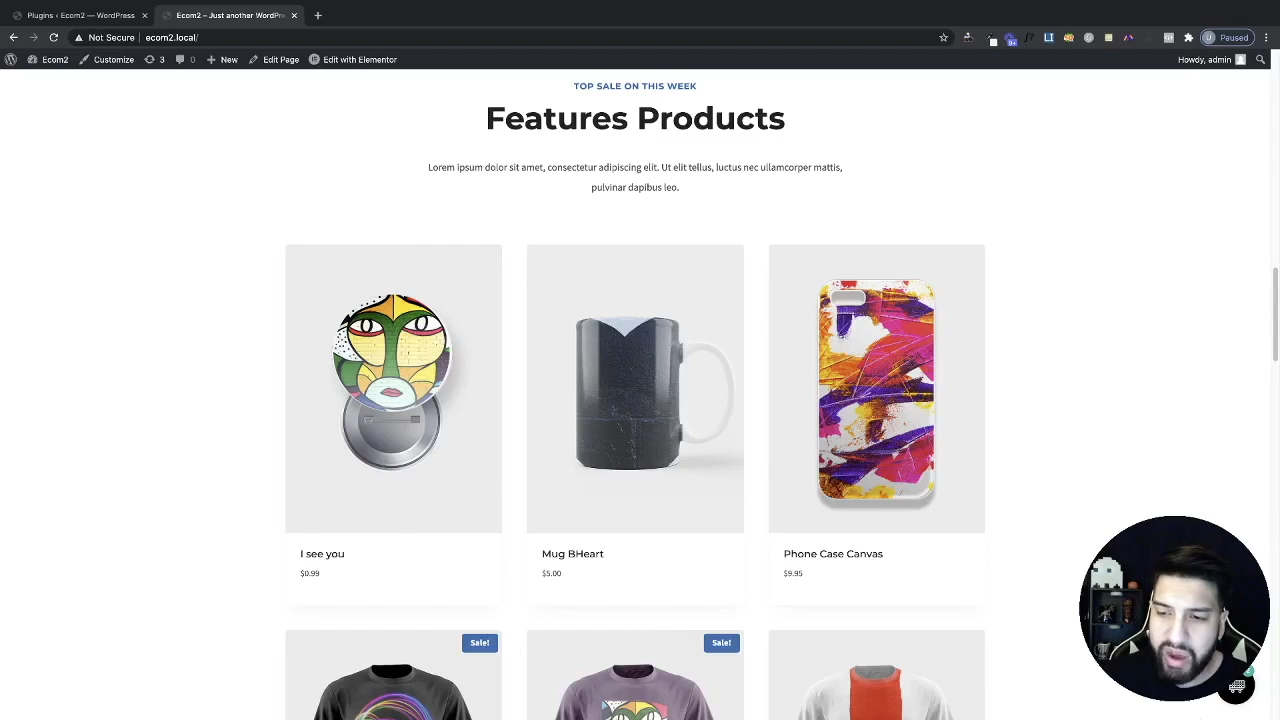 Plugins ‹ Ecom2 — WordPress
Ecom2 – Just another WordPre
Not Secure
ecom2.local/
9+
f?
LI
Paused
Ecom2
Customize
3
0
New
Edit Page
Edit with Elementor
Howdy, admin
TOP SALE ON THIS WEEK
Features Products
Lorem ipsum dolor sit amet, consectetur adipiscing elit. Ut elit tellus, luctus nec ullamcorper mattis,
pulvinar dapibus leo.
I see you
Mug BHeart
Phone Case Canvas
$0.99
$5.00
$9.95
Sale!
Sale!